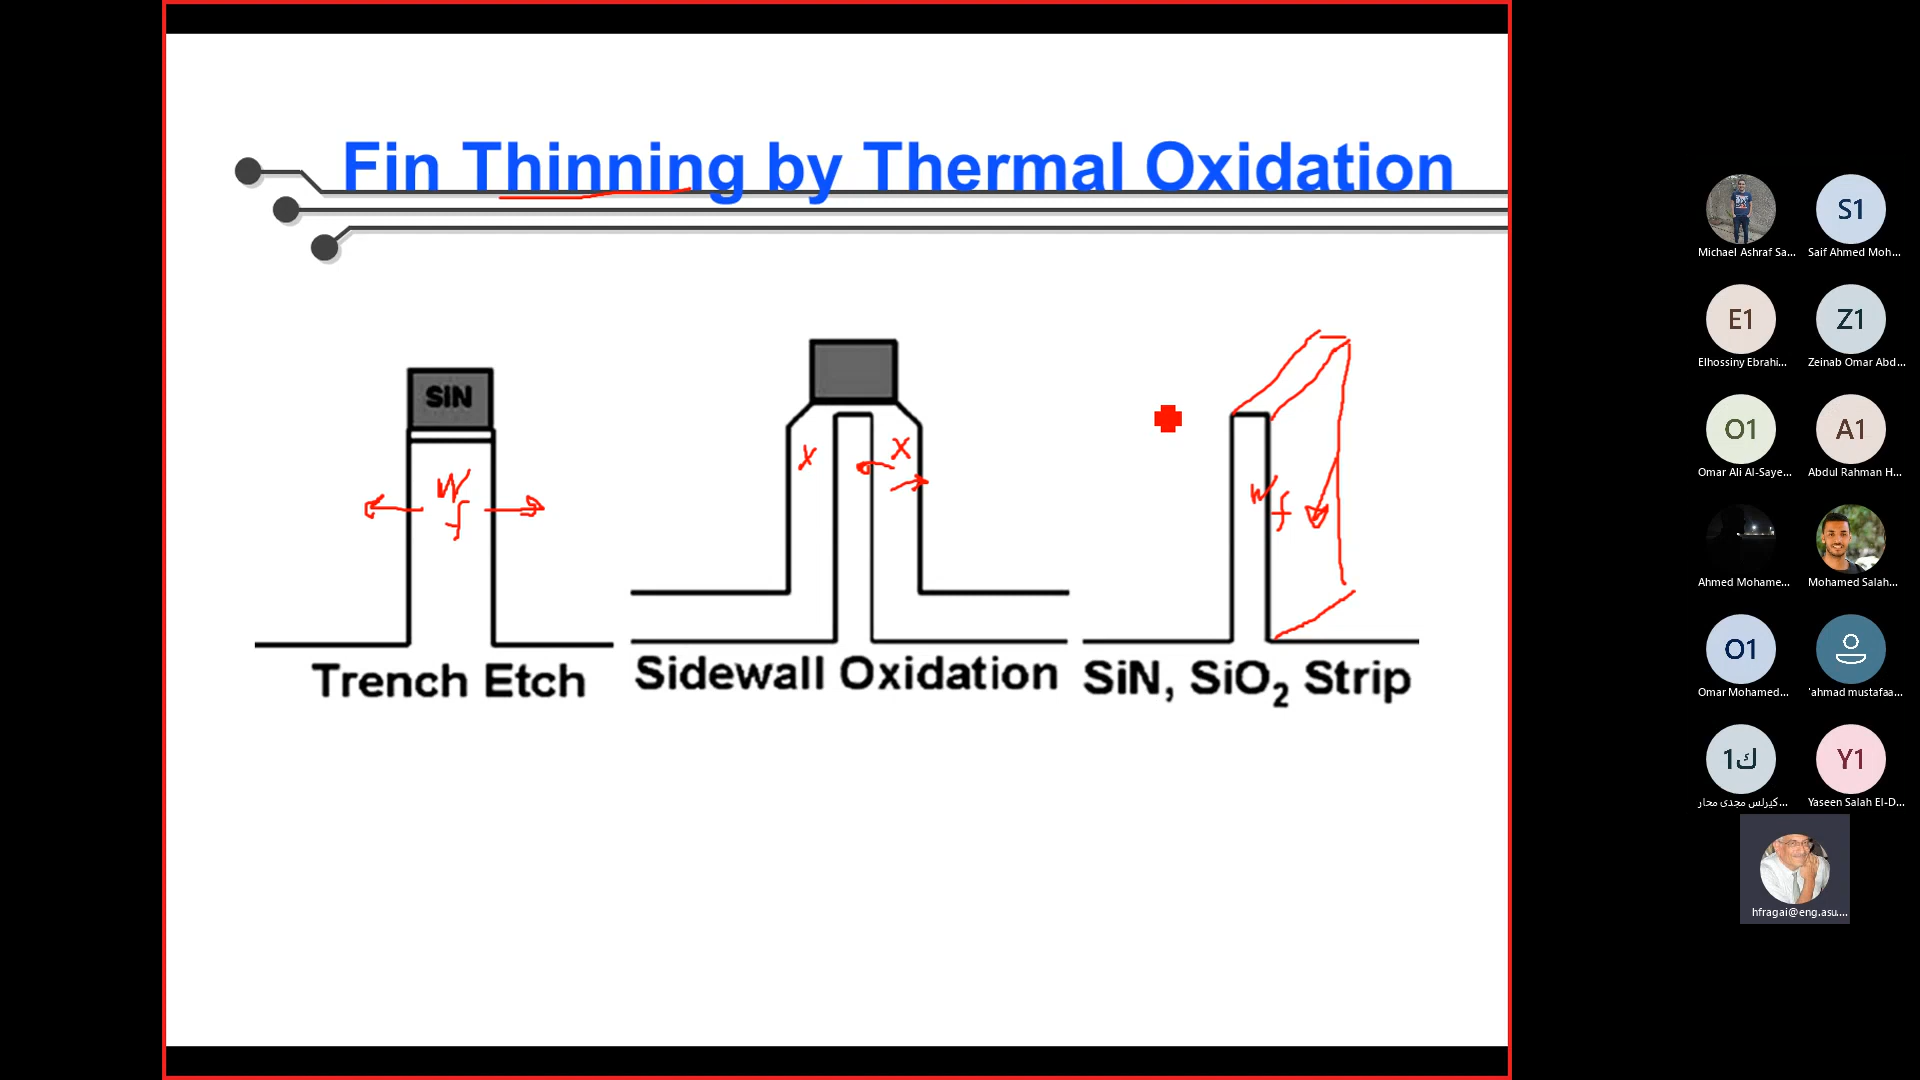 Fin Thinning by Thermal Oxidation
SiN
X
X
W
f
W
f
Trench Etch
Sidewall Oxidation
SiN, SiO2 Strip
Michael Ashraf Sa...
S1
Saif Ahmed Moh...
E1
Elhossiny Ebrahi...
Z1
Zeinab Omar Abd...
O1
Omar Ali Al-Saye...
A1
Abdul Rahman H...
Ahmed Mohame...
Mohamed Salah...
O1
Omar Mohamed...
'ahmad mustafaa...
ك1
كيرلس مجدى محار...
Y1
Yaseen Salah El-D...
hfragai@eng.asu....